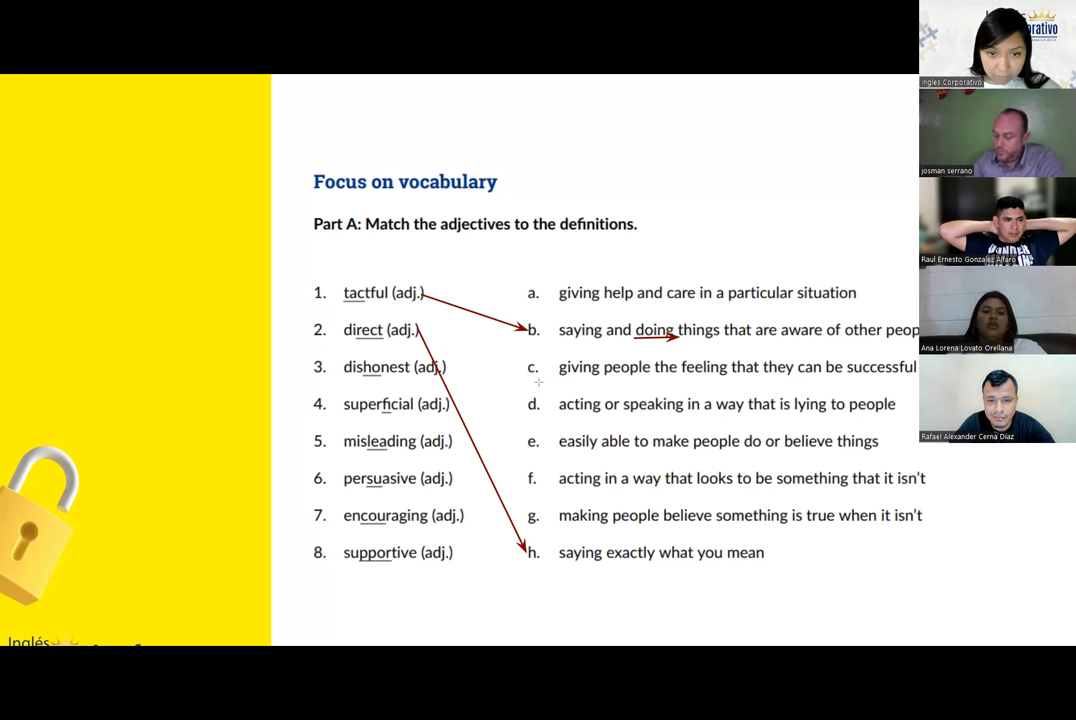 Focus on vocabulary
Part A: Match the adjectives to the definitions.
1. tactful (adj.)
2. direct (adj.)
3. dishonest (adj.)
4. superficial (adj.)
5. misleading (adj.)
6. persuasive (adj.)
7. encouraging (adj.)
8. supportive (adj.)
a. giving help and care in a particular situation
b. saying and doing things that are aware of other
c. giving people the feeling that they can be successful
d. acting or speaking in a way that is lying to people
e. easily able to make people do or believe things
f. acting in a way that looks to be something that it isn't
g. making people believe something is true when it isn't
h. saying exactly what you mean
Inglés
Inglés Corporativo
josman serrano
Raul Ernesto Gonzalez Alfaro
UNDER
Ana Lorena Lovato Orellana
Rafael Alexander Cerna Díaz